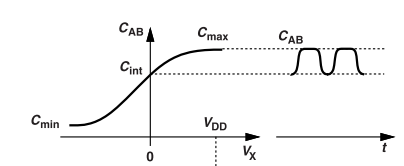 C_AB
C_max
C_AB
C_int
C_min
V_DD
0
V_X
t